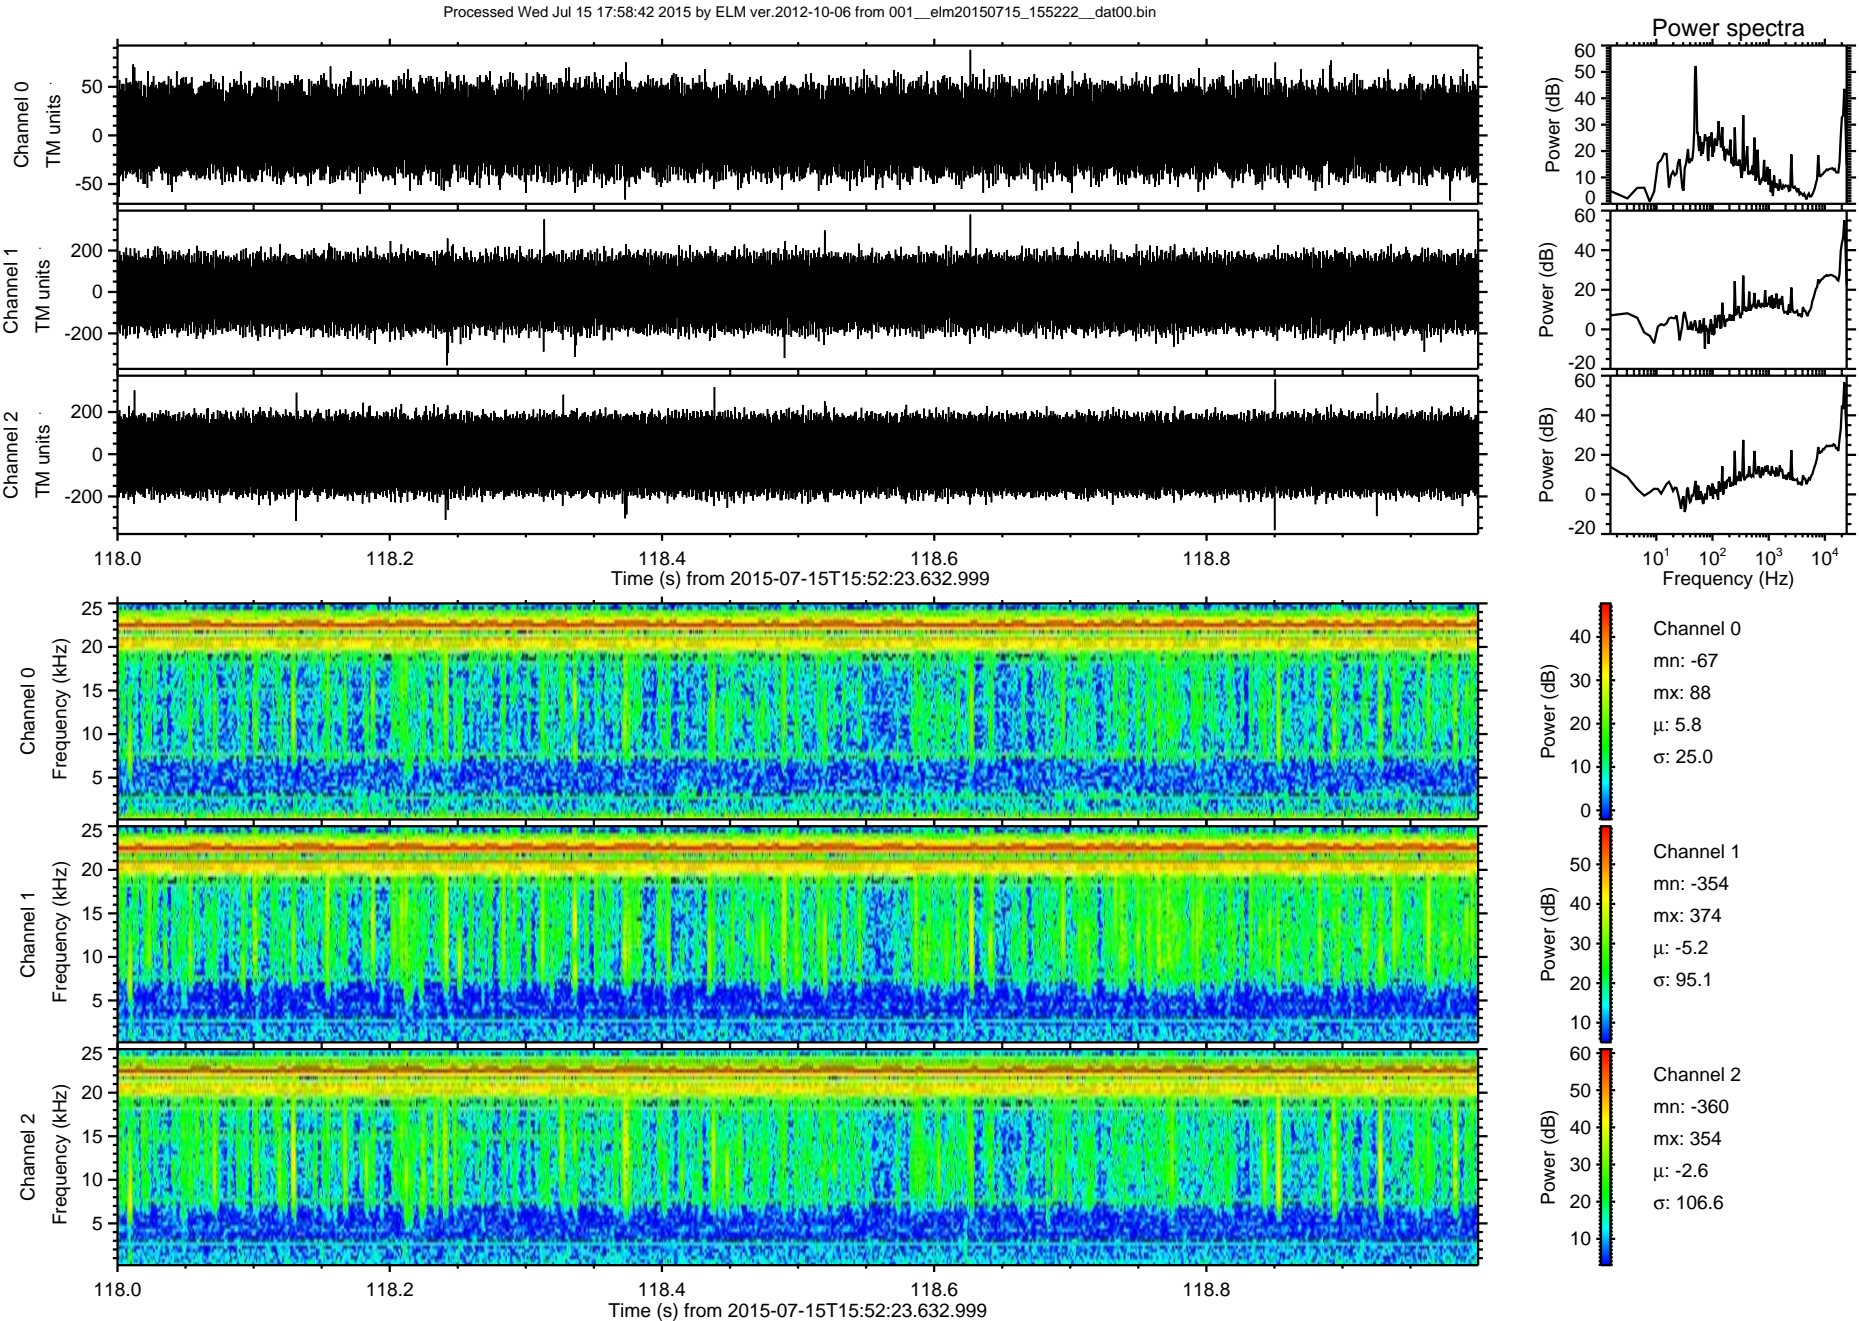 Processed Wed Jul 15 17:58:42 2015 by ELM ver.2012-10-06 from 001__elm20150715_155222__dat00.bin
Power spectra
Channel 0
TM units
50
0
-50
Power (dB)
60
50
40
30
20
10
0
Channel 1
TM units
200
0
-200
Power (dB)
60
40
20
0
-20
Channel 2
TM units
200
0
-200
Power (dB)
60
40
20
0
-20
118.0 118.2 118.4 118.6 118.8
Time (s) from 2015-07-15T15:52:23.632.999
10¹ 10² 10³ 10⁴
Frequency (Hz)
Channel 0
Frequency (kHz)
25
20
15
10
5
Power (dB)
40
30
20
10
0
Channel 0
mn: -67
mx: 88
μ: 5.8
σ: 25.0
Channel 1
Frequency (kHz)
25
20
15
10
5
Power (dB)
50
40
30
20
10
Channel 1
mn: -354
mx: 374
μ: -5.2
σ: 95.1
Channel 2
Frequency (kHz)
25
20
15
10
5
Power (dB)
60
50
40
30
20
10
Channel 2
mn: -360
mx: 354
μ: -2.6
σ: 106.6
118.0 118.2 118.4 118.6 118.8
Time (s) from 2015-07-15T15:52:23.632.999